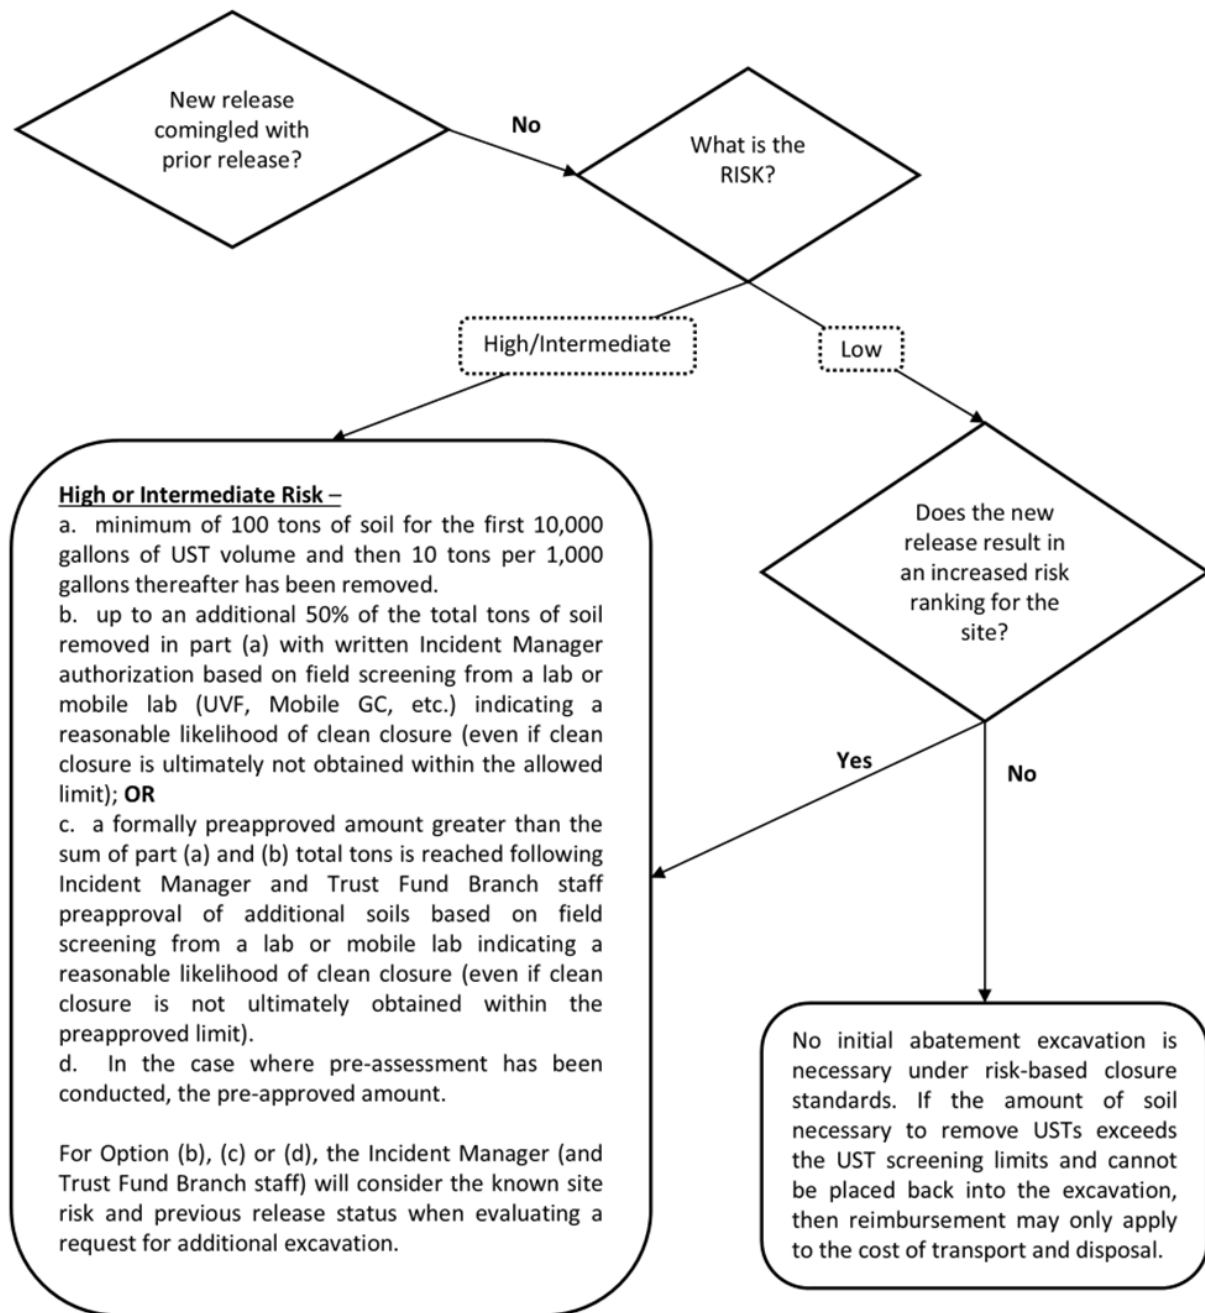 New release
comingled with
prior release?
No
What is the
RISK?
High/Intermediate
Low
High or Intermediate Risk –
a. minimum of 100 tons of soil for the first 10,000
gallons of UST volume and then 10 tons per 1,000
gallons thereafter has been removed.
b. up to an additional 50% of the total tons of soil
removed in part (a) with written Incident Manager
authorization based on field screening from a lab or
mobile lab (UVF, Mobile GC, etc.) indicating a
reasonable likelihood of clean closure (even if clean
closure is ultimately not obtained within the allowed
limit); OR
c. a formally preapproved amount greater than the
sum of part (a) and (b) total tons is reached following
Incident Manager and Trust Fund Branch staff
preapproval of additional soils based on field
screening from a lab or mobile lab indicating a
reasonable likelihood of clean closure (even if clean
closure is not ultimately obtained within the
preapproved limit).
d. In the case where pre-assessment has been
conducted, the pre-approved amount.
For Option (b), (c) or (d), the Incident Manager (and
Trust Fund Branch staff) will consider the known site
risk and previous release status when evaluating a
request for additional excavation.
Does the new
release result in
an increased risk
ranking for the
site?
Yes
No
No initial abatement excavation is
necessary under risk-based closure
standards. If the amount of soil
necessary to remove USTs exceeds
the UST screening limits and cannot
be placed back into the excavation,
then reimbursement may only apply
to the cost of transport and disposal.